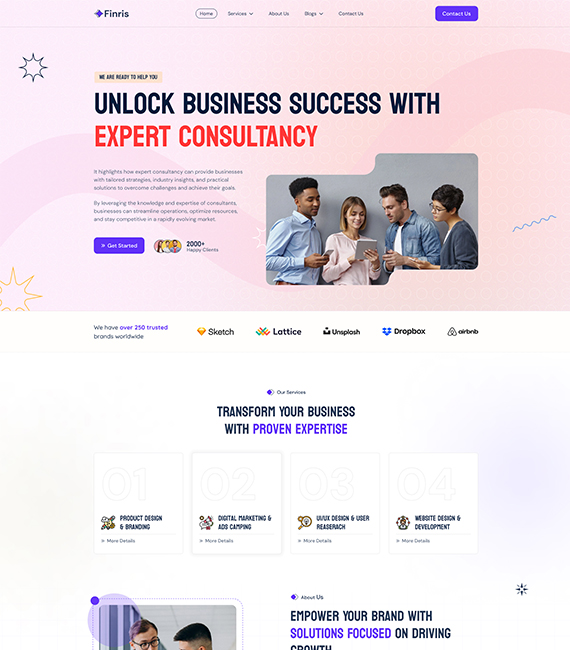 Finris
Home Services About Us Blogs Contact Us
Contact Us
WE ARE READY TO HELP YOU
UNLOCK BUSINESS SUCCESS WITH
EXPERT CONSULTANCY
It highlights how expert consultancy can provide businesses
with tailored strategies, industry insights, and practical
solutions to overcome challenges and achieve their goals.
By leveraging the knowledge and expertise of consultants,
businesses can streamline operations, optimize resources,
and stay competitive in a rapidly evolving market.
Get Started
2000+
Happy Clients
We have over 250 trusted
brands worldwide
Sketch Lattice Unsplash Dropbox airbnb
Our Services
TRANSFORM YOUR BUSINESS
WITH PROVEN EXPERTISE
01
PRODUCT DESIGN
& BRANDING
More Details
02
DIGITAL MARKETING &
ADS CAMPING
More Details
03
UI/UX DESIGN & USER
REASERACH
More Details
04
WEBSITE DESIGN &
DEVELOPMENT
More Details
About Us
EMPOWER YOUR BRAND WITH
SOLUTIONS FOCUSED ON DRIVING
GROWTH